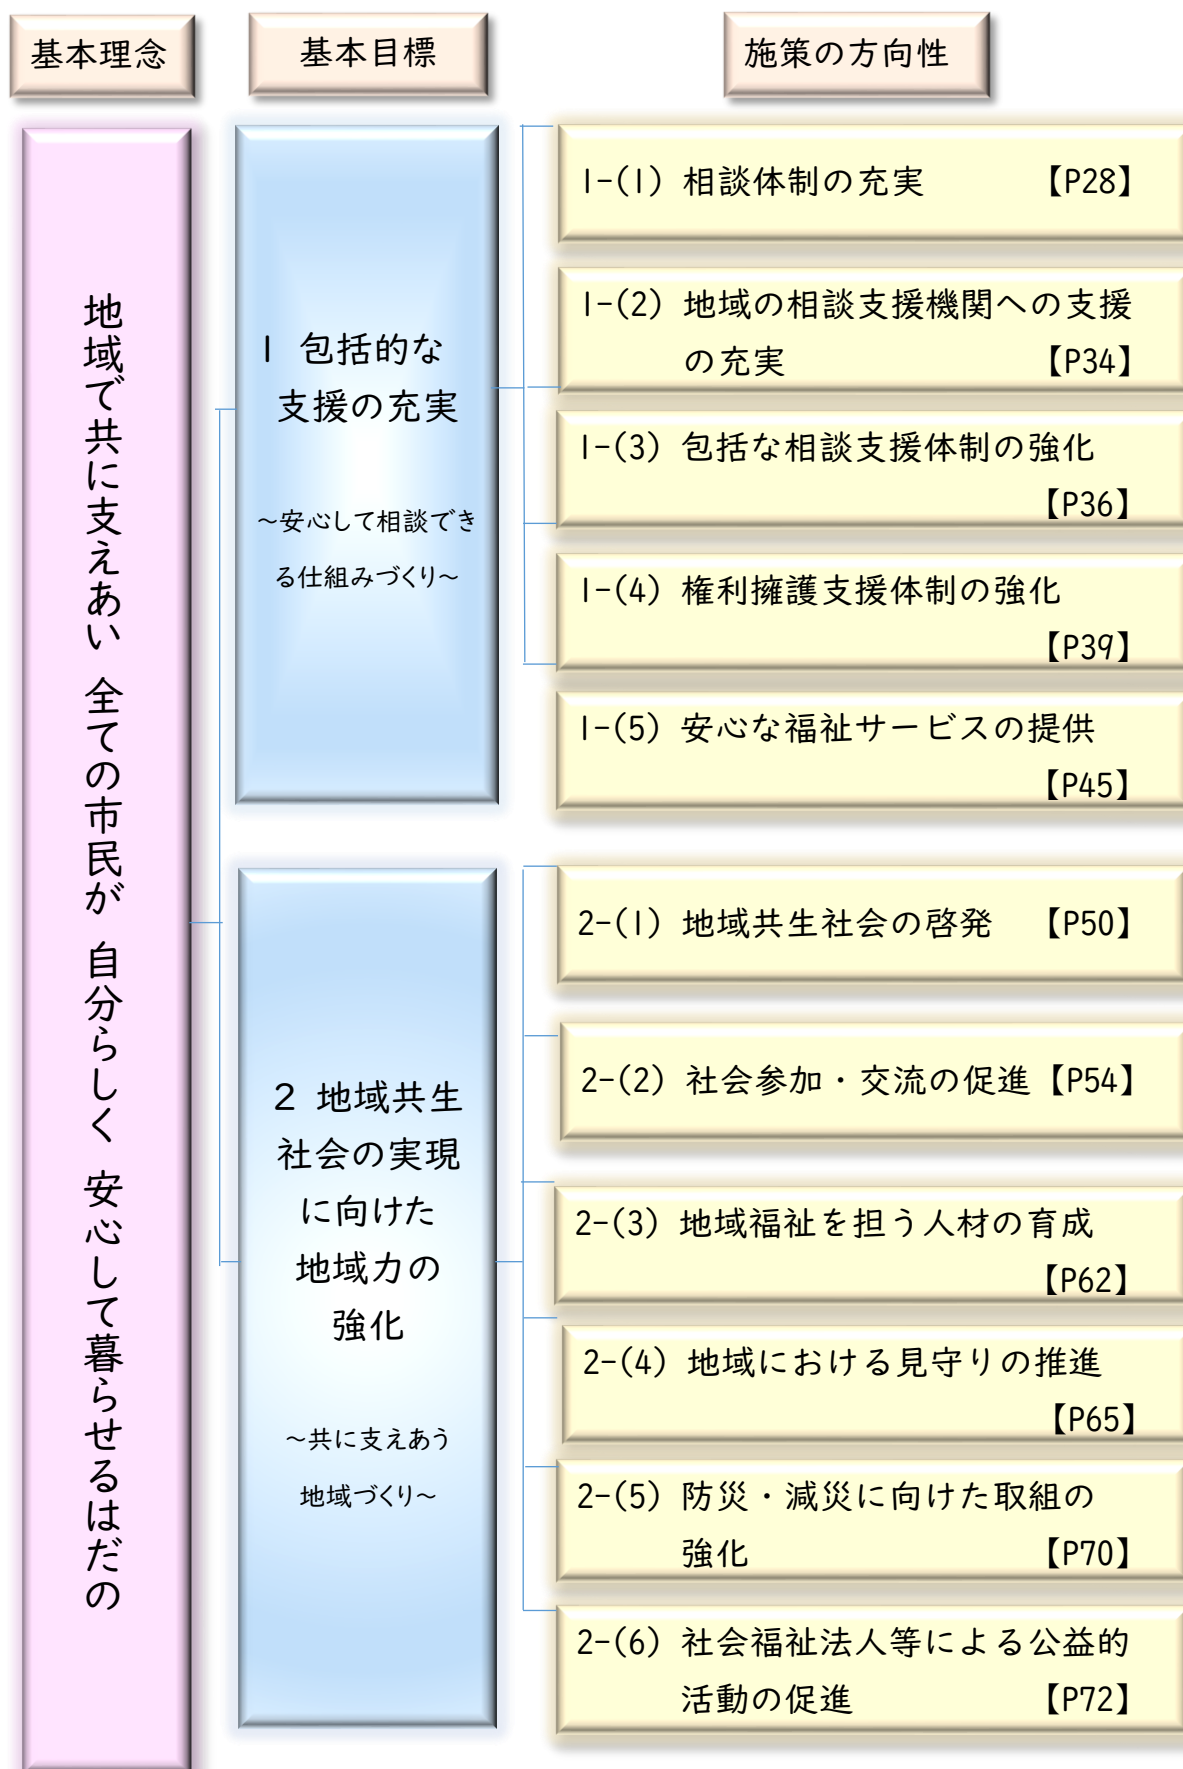 基本理念
基本目標
施策の方向性
地域で共に支えあい 全ての市民が 自分らしく 安心して暮らせるはだの
1 包括的な
支援の充実
～安心して相談でき
る仕組みづくり～
1-(1) 相談体制の充実 【P28】
1-(2) 地域の相談支援機関への支援
の充実 【P34】
1-(3) 包括な相談支援体制の強化
【P36】
1-(4) 権利擁護支援体制の強化
【P39】
1-(5) 安心な福祉サービスの提供
【P45】
2 地域共生
社会の実現
に向けた
地域力の
強化
～共に支えあう
地域づくり～
2-(1) 地域共生社会の啓発 【P50】
2-(2) 社会参加・交流の促進【P54】
2-(3) 地域福祉を担う人材の育成
【P62】
2-(4) 地域における見守りの推進
【P65】
2-(5) 防災・減災に向けた取組の
強化 【P70】
2-(6) 社会福祉法人等による公益的
活動の促進 【P72】